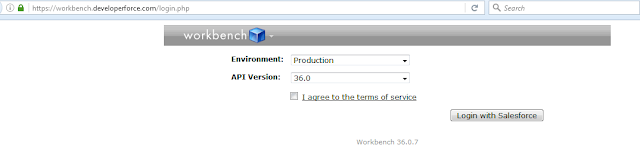 https://workbench.developerforce.com/login.php
Search
workbench
Environment: Production
API Version: 36.0
I agree to the terms of service
Login with Salesforce
Workbench 36.0.7